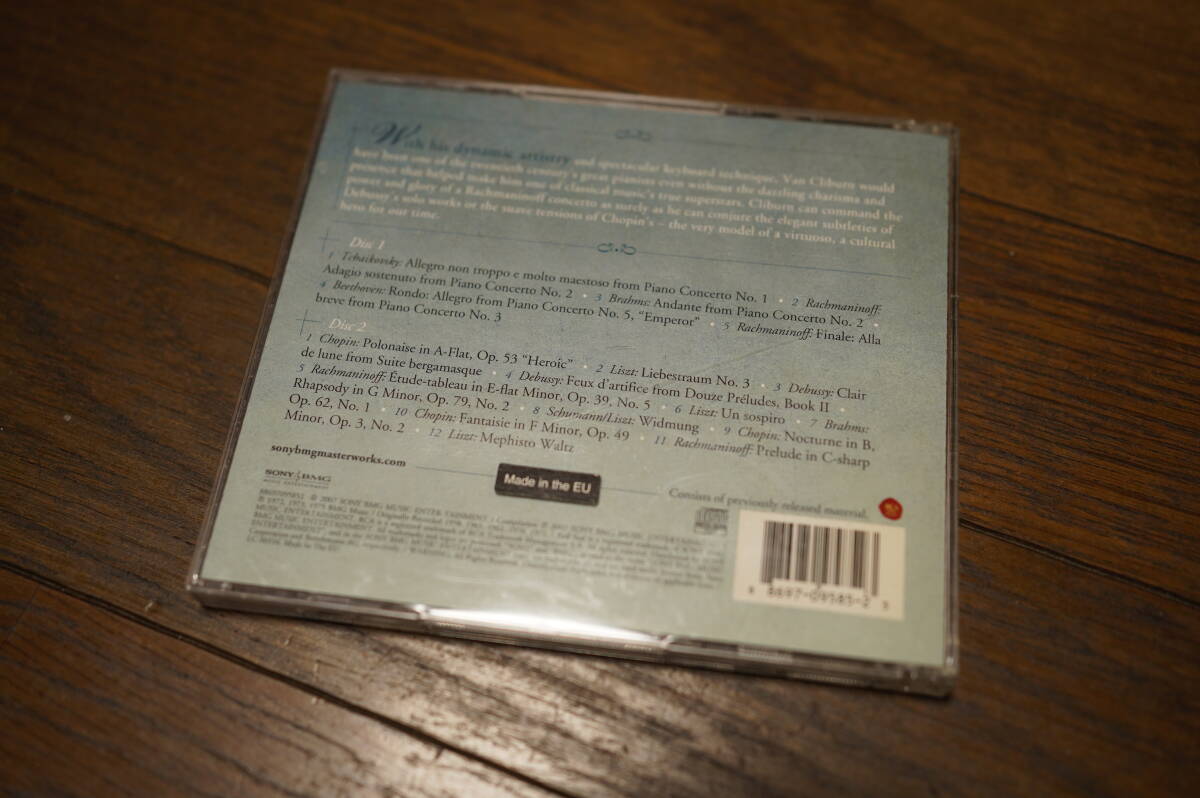 With his dynamic artistry and spectacular keyboard technique, Van Cliburn would
have been one of the twentieth century's great pianists even without the dazzling charisma and
presence that helped make him one of classical music's true superstars. Cliburn can command the
power and glory of a Rachmaninoff concerto as surely as he can conjure the elegant subtleties of
Debussy's solo works or the suave tensions of Chopin's – the very model of a virtuoso, a cultural
hero for our time.
Disc 1
1 Tchaikovsky: Allegro non troppo e molto maestoso from Piano Concerto No. 1 • 2 Rachmaninoff:
Adagio sostenuto from Piano Concerto No. 2 • 3 Brahms: Andante from Piano Concerto No. 2 •
4 Beethoven: Rondo: Allegro from Piano Concerto No. 5, "Emperor" • 5 Rachmaninoff: Finale: Alla
breve from Piano Concerto No. 3
Disc 2
1 Chopin: Polonaise in A-Flat, Op. 53 "Heroic" • 2 Liszt: Liebestraum No. 3 • 3 Debussy: Clair
de lune from Suite bergamasque • 4 Debussy: Feux d'artifice from Douze Préludes, Book II •
5 Rachmaninoff: Étude-tableau in E-flat Minor, Op. 39, No. 5 • 6 Liszt: Un sospiro • 7 Brahms:
Rhapsody in G Minor, Op. 79, No. 2 • 8 Schumann/Liszt: Widmung • 9 Chopin: Nocturne in B,
Op. 62, No. 1 • 10 Chopin: Fantaisie in F Minor, Op. 49 • 11 Rachmaninoff: Prelude in C-sharp
Minor, Op. 3, No. 2 • 12 Liszt: Mephisto Waltz
sonybmgmasterworks.com
Made in the EU
Consists of previously released material.
SONY BMG
MUSIC ENTERTAINMENT
8 8697-09585-2 3